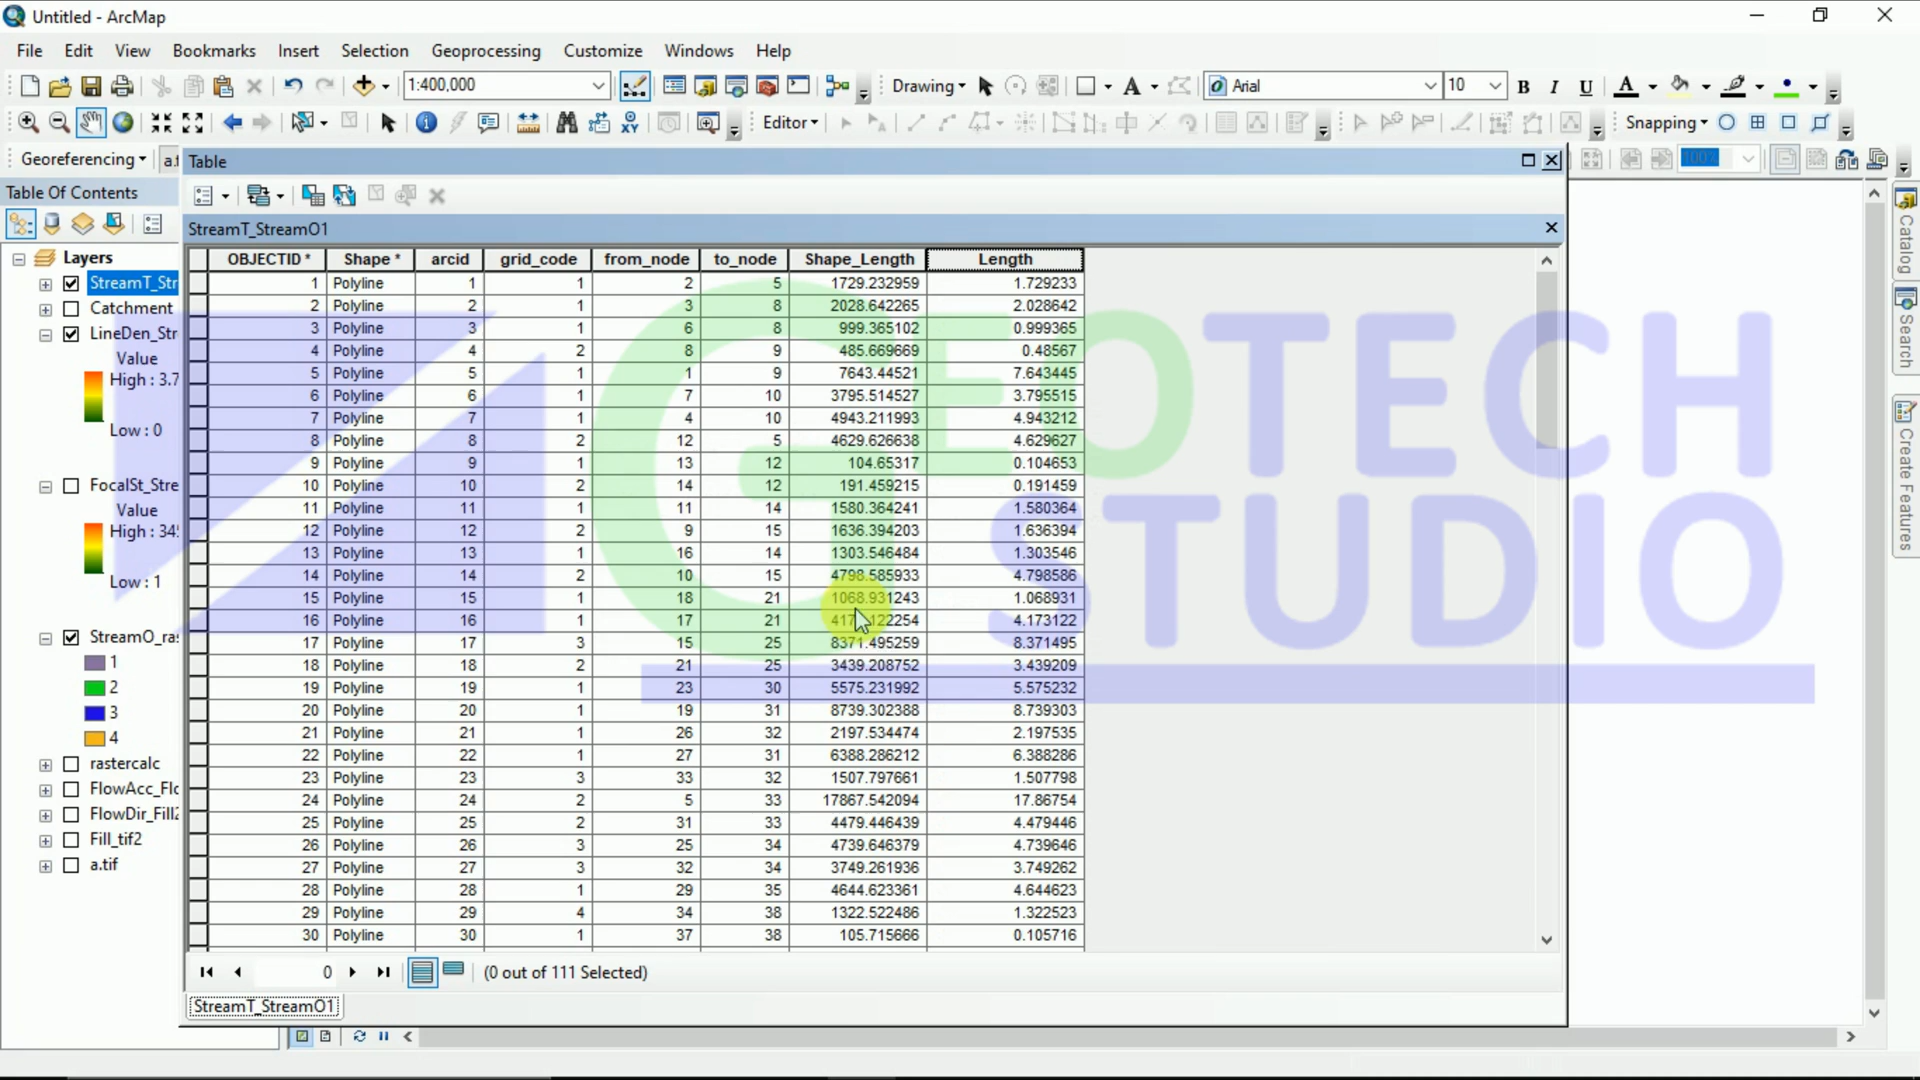 Untitled - ArcMap
File Edit View Bookmarks Insert Selection Geoprocessing Customize Windows Help
1:400,000 Drawing Arial 10 B I U A
Editor Snapping
Georeferencing a.t 100%
Table
Table Of Contents
StreamT_StreamO1
Layers
StreamT_Str
Catchment
LineDen_Str
Value
High : 3.7
Low : 0
FocalSt_Stre
Value
High : 34
Low : 1
StreamO_ras
1
2
3
4
rastercalc
FlowAcc_Flo
FlowDir_Fill2
Fill_tif2
a.tif
OBJECTID * Shape * arcid grid_code from_node to_node Shape_Length Length
1 Polyline 1 1 2 5 1729.232959 1.729233
2 Polyline 2 1 3 8 2028.642265 2.028642
3 Polyline 3 1 6 8 999.365102 0.999365
4 Polyline 4 2 8 9 485.669669 0.48567
5 Polyline 5 1 1 9 7643.44521 7.643445
6 Polyline 6 1 7 10 3795.514527 3.795515
7 Polyline 7 1 4 10 4943.211993 4.943212
8 Polyline 8 2 12 5 4629.626638 4.629627
9 Polyline 9 1 13 12 104.65317 0.104653
10 Polyline 10 2 14 12 191.459215 0.191459
11 Polyline 11 1 11 14 1580.364241 1.580364
12 Polyline 12 2 9 15 1636.394203 1.636394
13 Polyline 13 1 16 14 1303.546484 1.303546
14 Polyline 14 2 10 15 4798.585933 4.798586
15 Polyline 15 1 18 21 1068.931243 1.068931
16 Polyline 16 1 17 21 4.173122
17 Polyline 17 3 15 25 8371.495259 8.371495
18 Polyline 18 2 21 25 3439.208752 3.439209
19 Polyline 19 1 23 30 5575.231992 5.575232
20 Polyline 20 1 19 31 8739.302388 8.739303
21 Polyline 21 1 26 32 2197.534474 2.197535
22 Polyline 22 1 27 31 6388.286212 6.388286
23 Polyline 23 3 33 32 1507.797661 1.507798
24 Polyline 24 2 5 33 17867.542094 17.86754
25 Polyline 25 2 31 33 4479.446439 4.479446
26 Polyline 26 3 25 34 4739.646379 4.739646
27 Polyline 27 3 32 34 3749.261936 3.749262
28 Polyline 28 1 29 35 4644.623361 4.644623
29 Polyline 29 4 34 38 1322.522486 1.322523
30 Polyline 30 1 37 38 105.715666 0.105716
0 (0 out of 111 Selected)
StreamT_StreamO1
Catalog
Search
Create Features
GEOTECH
STUDIO